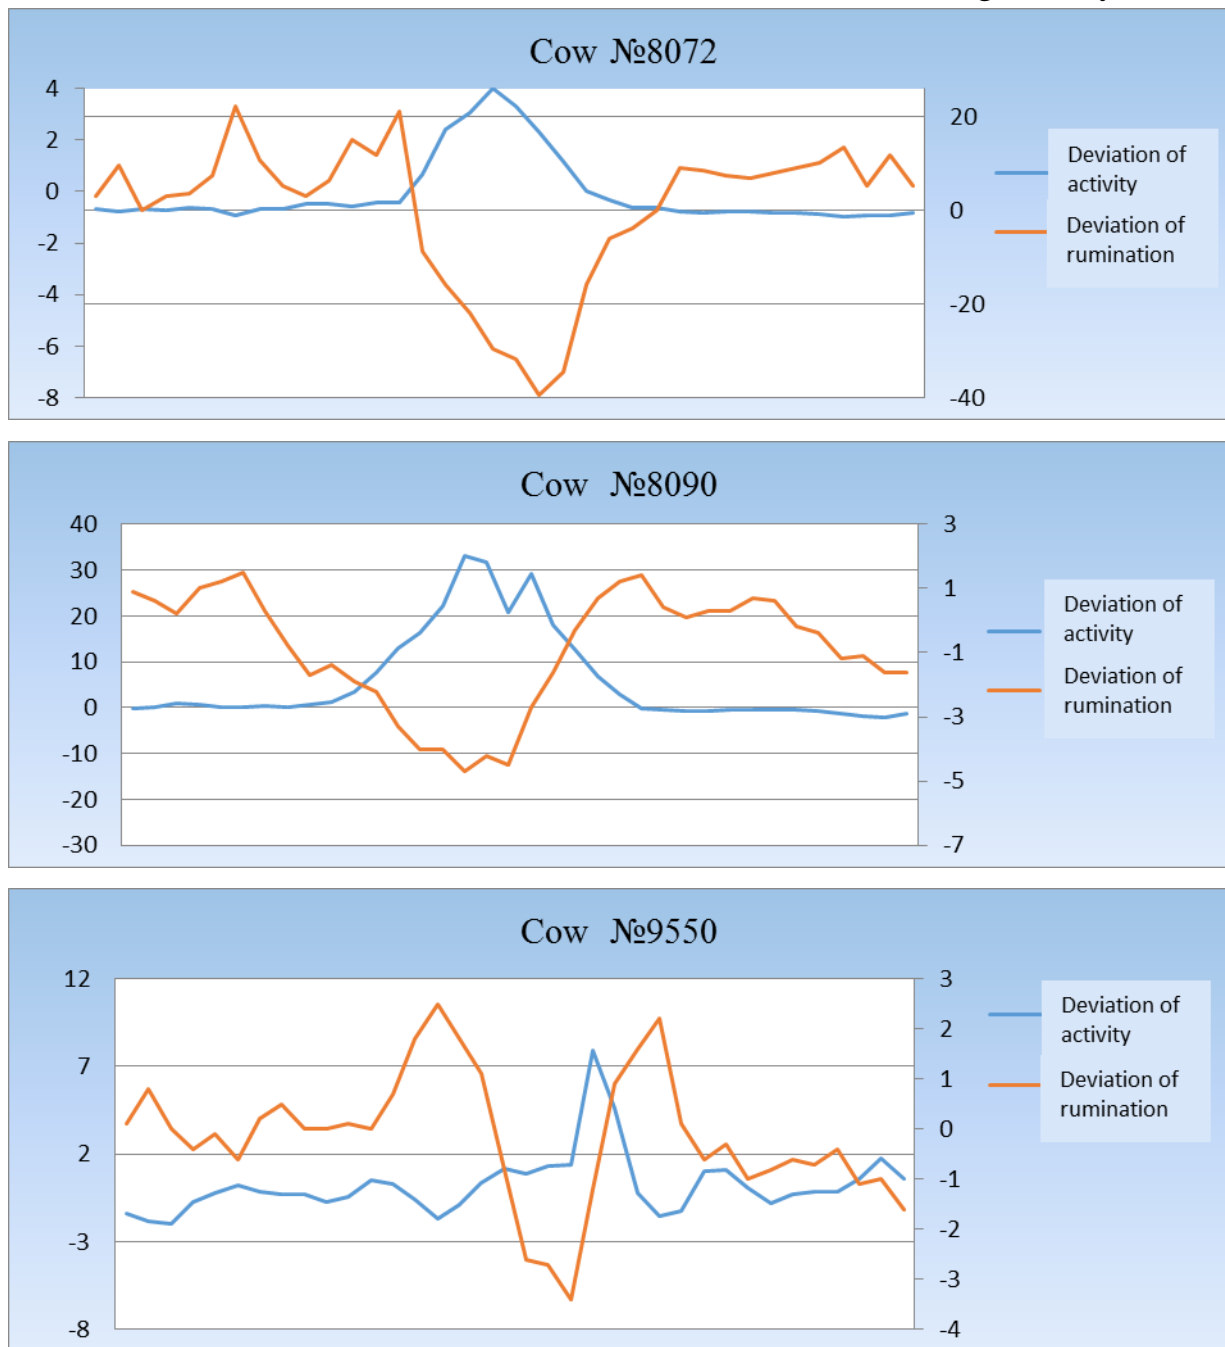 Cow №8072
4
2
0
-2
-4
-6
-8
20
0
-20
-40
Deviation of
activity
Deviation of
rumination
Cow №8090
40
30
20
10
0
-10
-20
-30
3
1
-1
-3
-5
-7
Deviation of
activity
Deviation of
rumination
Cow №9550
12
7
2
-3
-8
3
2
1
0
-1
-2
-3
-4
Deviation of
activity
Deviation of
rumination